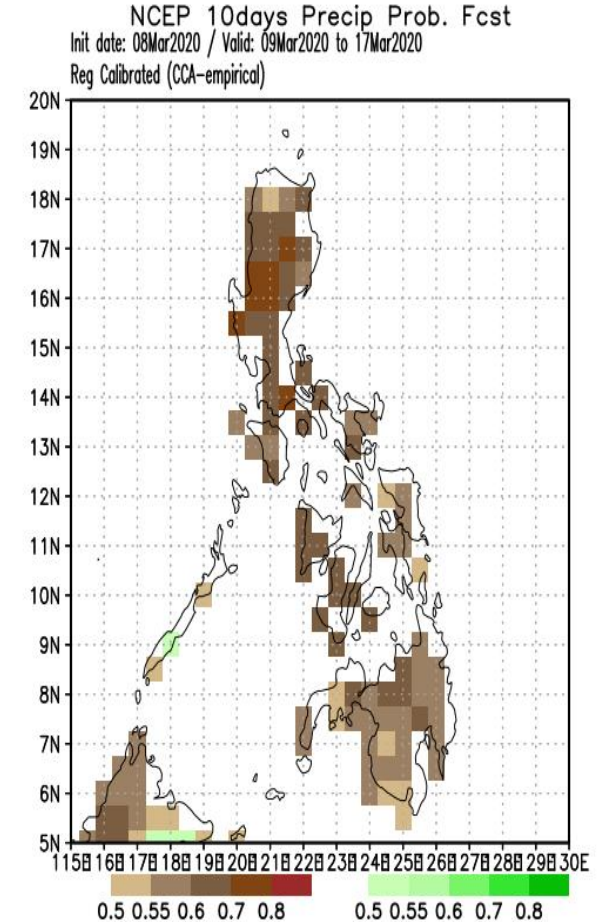 NCEP 10days Precip Prob. Fcst
Init date: 08Mar2020 / Valid: 09Mar2020 to 17Mar2020
Reg Calibrated (CCA-empirical)
20N
19N
18N
17N
16N
15N
14N
13N
12N
11N
10N
9N
8N
7N
6N
5N
115E 116E 117E 118E 119E 120E 121E 122E 123E 124E 125E 126E 127E 128E 129E 130E
0.5 0.55 0.6 0.7 0.8 0.5 0.55 0.6 0.7 0.8